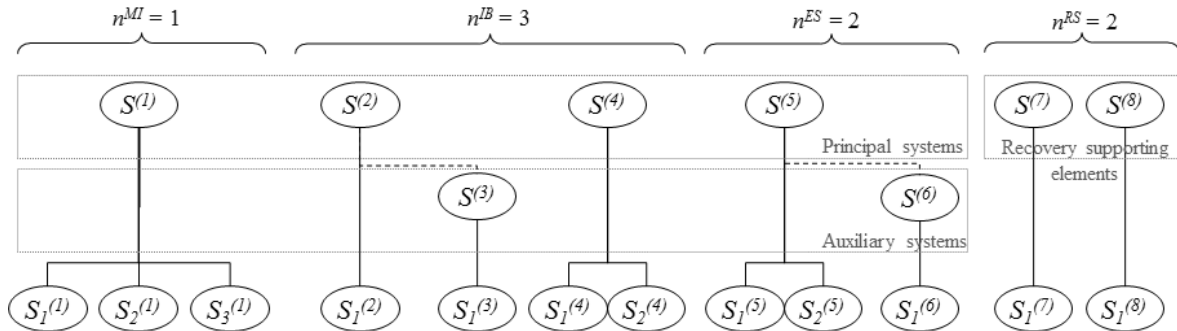 n^{MI} = 1 n^{IB} = 3 n^{ES} = 2 n^{RS} = 2
S^{(1)} S^{(2)} S^{(4)} S^{(5)} S^{(7)} S^{(8)}
Principal systems
Recovery supporting
elements
S^{(3)} S^{(6)}
Auxiliary systems
S_1^{(1)} S_2^{(1)} S_3^{(1)} S_1^{(2)} S_1^{(3)} S_1^{(4)} S_2^{(4)} S_1^{(5)} S_2^{(5)} S_1^{(6)} S_1^{(7)} S_1^{(8)}